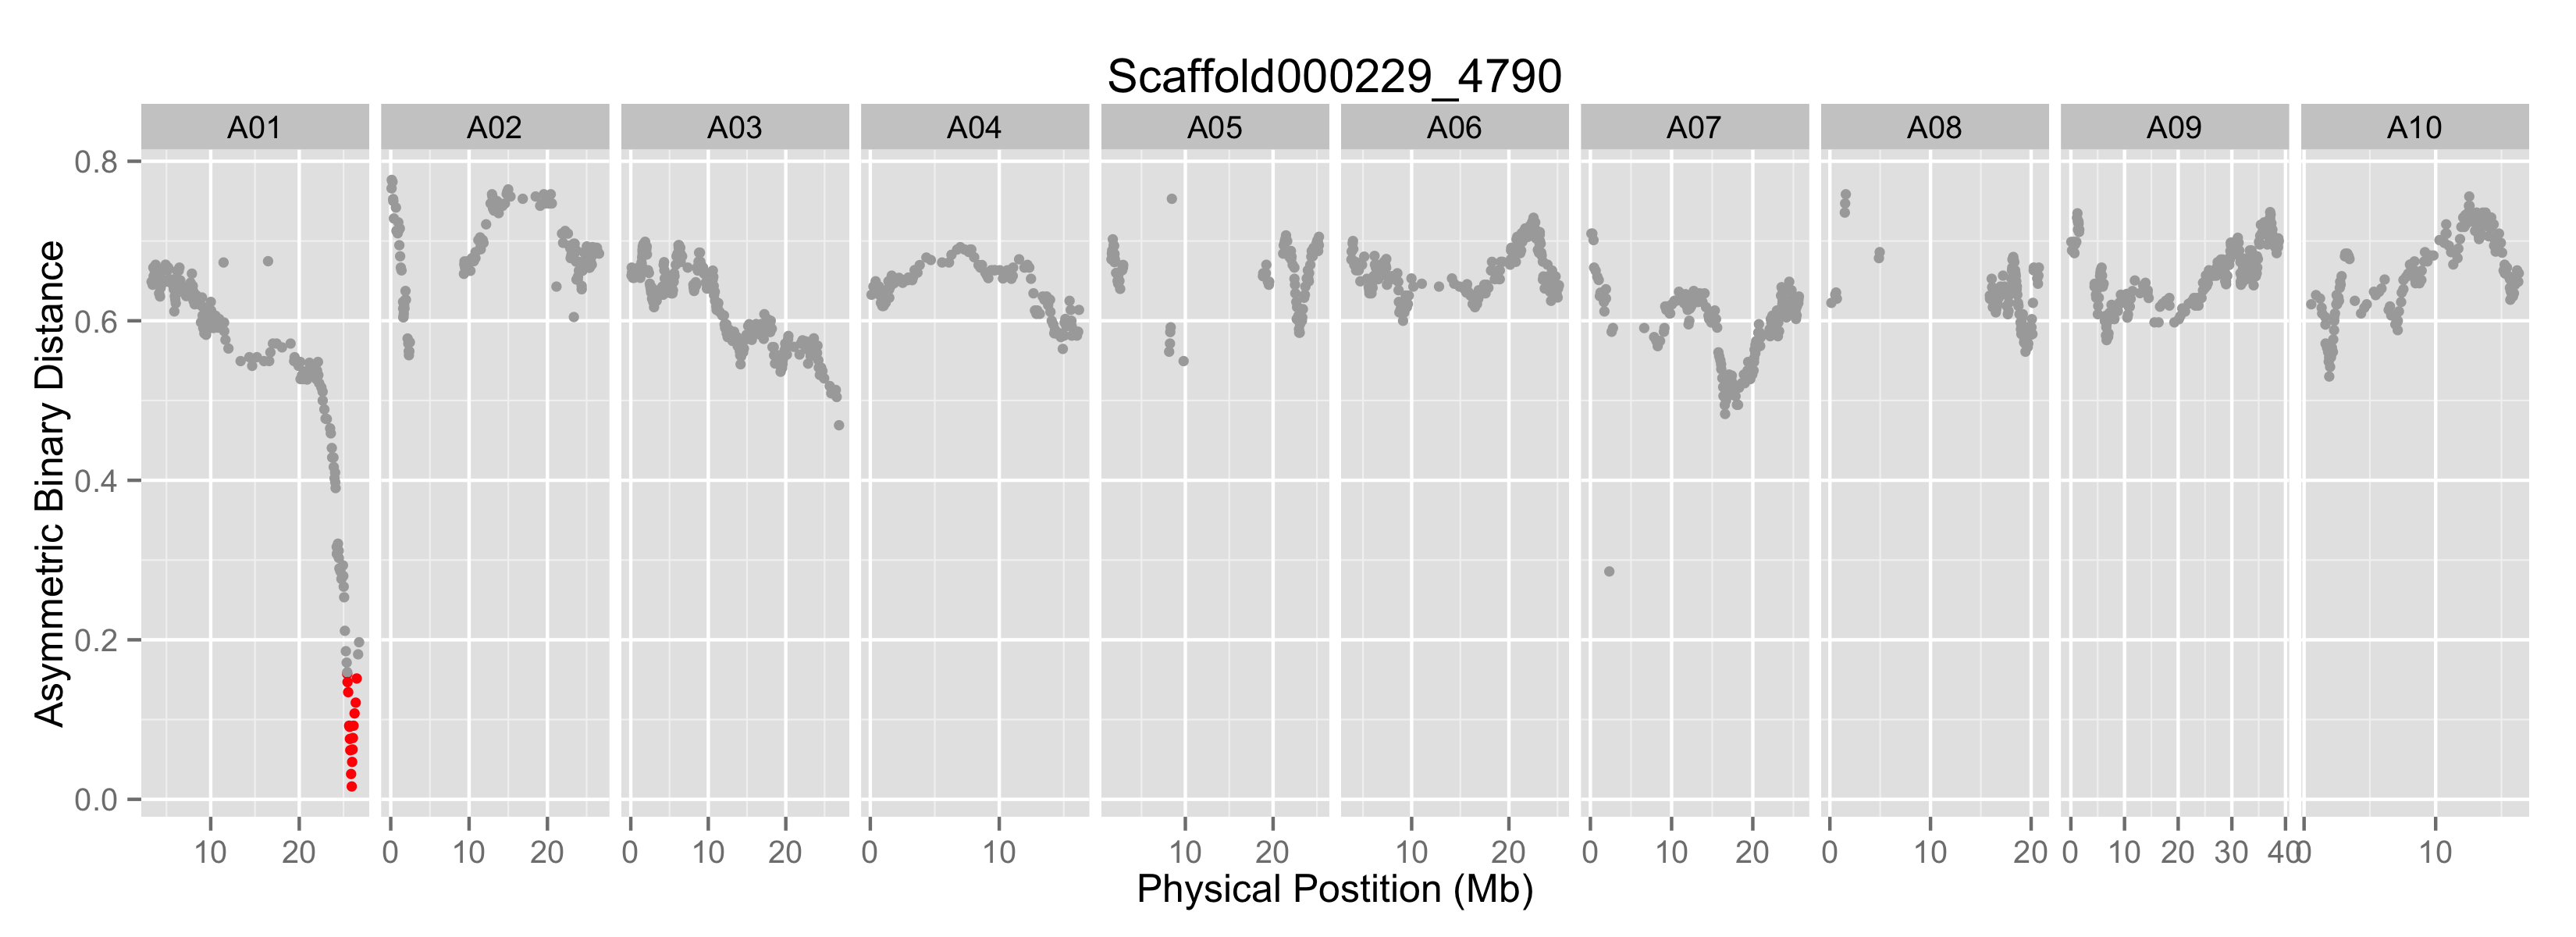 Scaffold000229_4790
A01 A02 A03 A04 A05 A06 A07 A08 A09 A10
Asymmetric Binary Distance
0.8
0.6
0.4
0.2
0.0
10 20 0 10 20 0 10 20 0 10 10 20 10 20 0 10 20 0 10 20 0 10 20 30 40 0 10
Physical Postition (Mb)